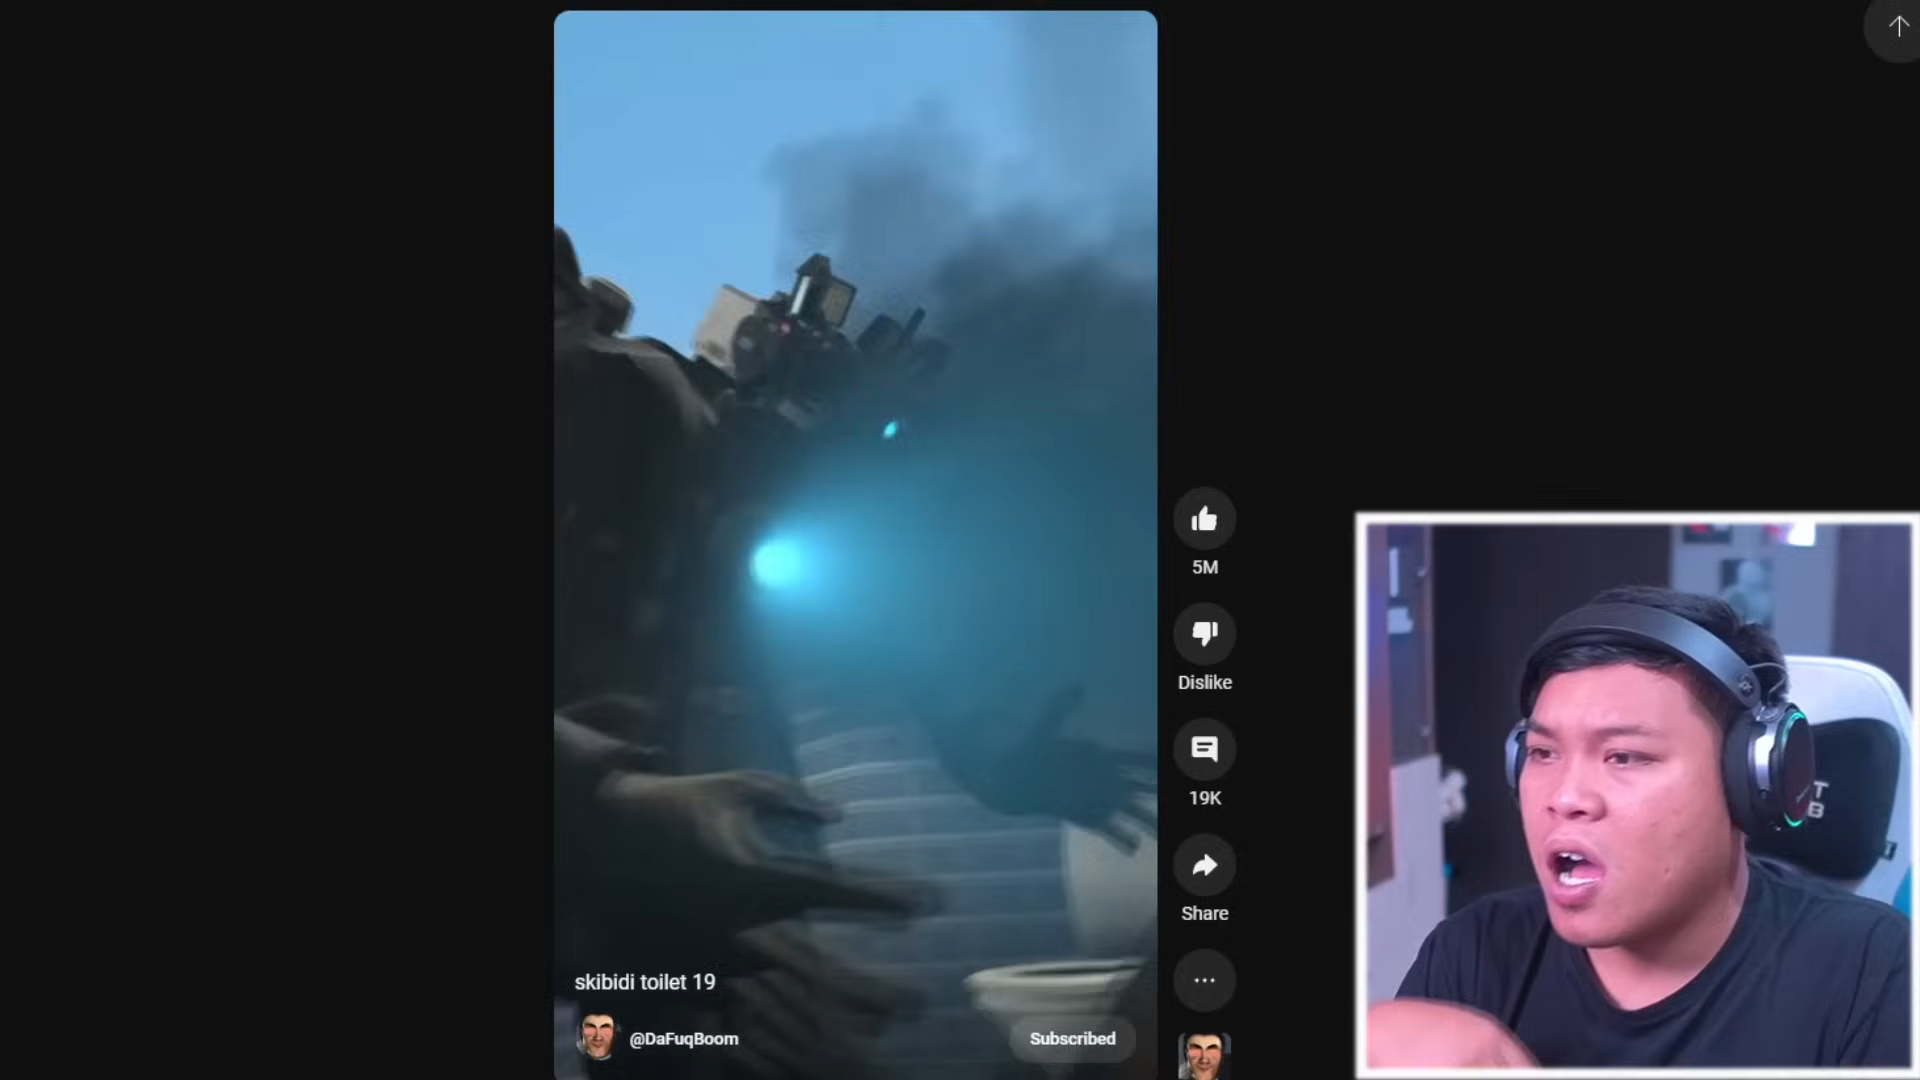 5M
Dislike
19K
Share
skibidi toilet 19
@DaFuqBoom
Subscribed
T
B